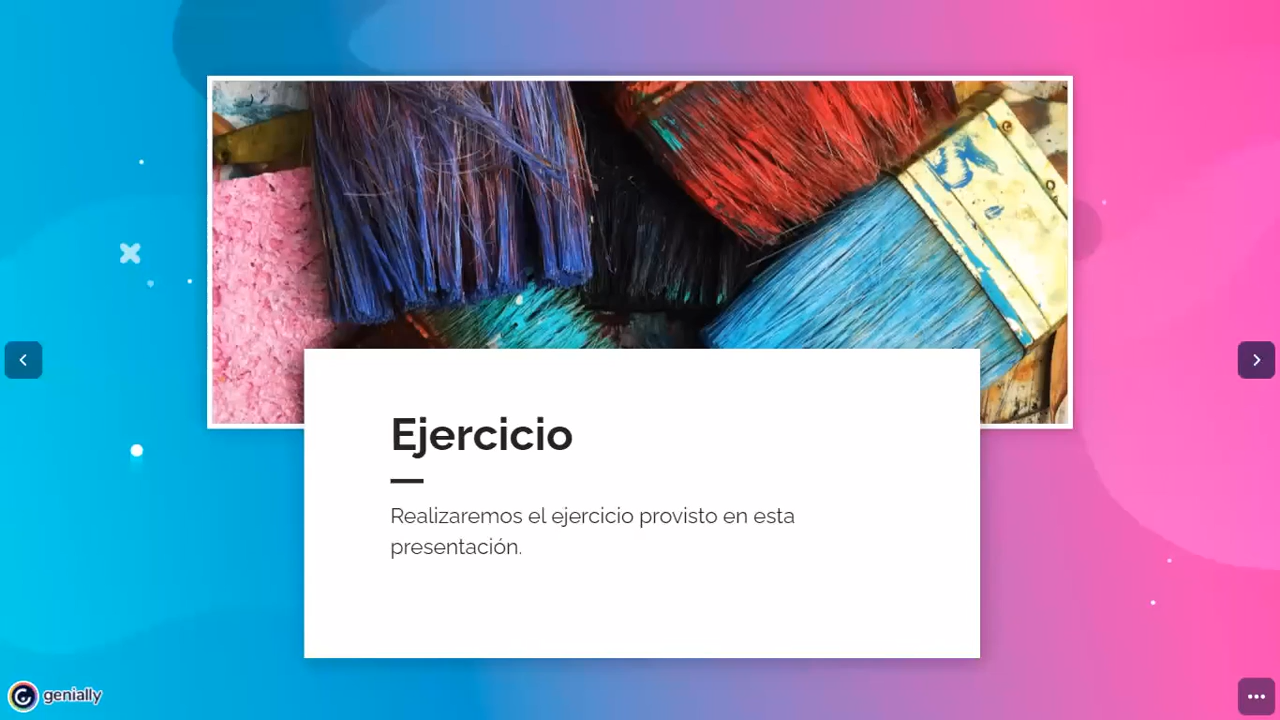 Ejercicio
Realizaremos el ejercicio provisto en esta
presentación.
genially